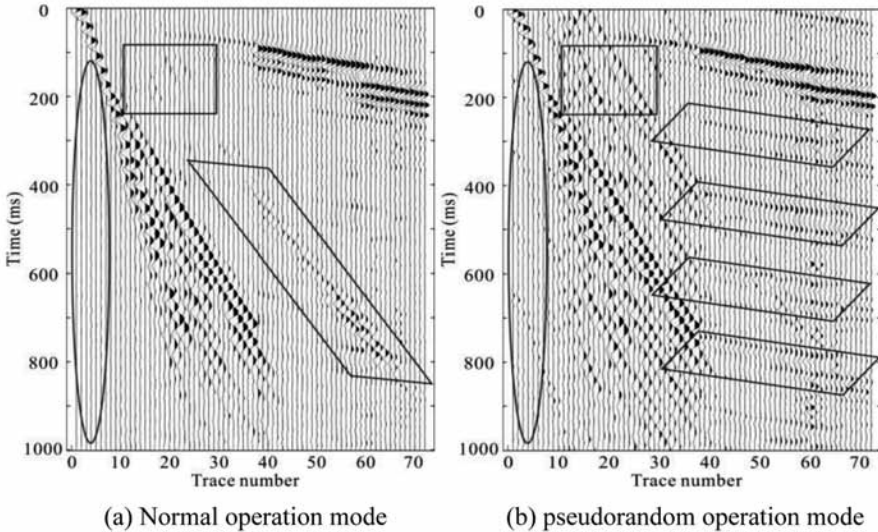 0
200
400
600
800
1000
Time (ms)
0 10 20 30 40 50 60 70
Trace number
(a) Normal operation mode
0
200
400
600
800
1000
Time (ms)
0 10 20 30 40 50 60 70
Trace number
(b) pseudorandom operation mode